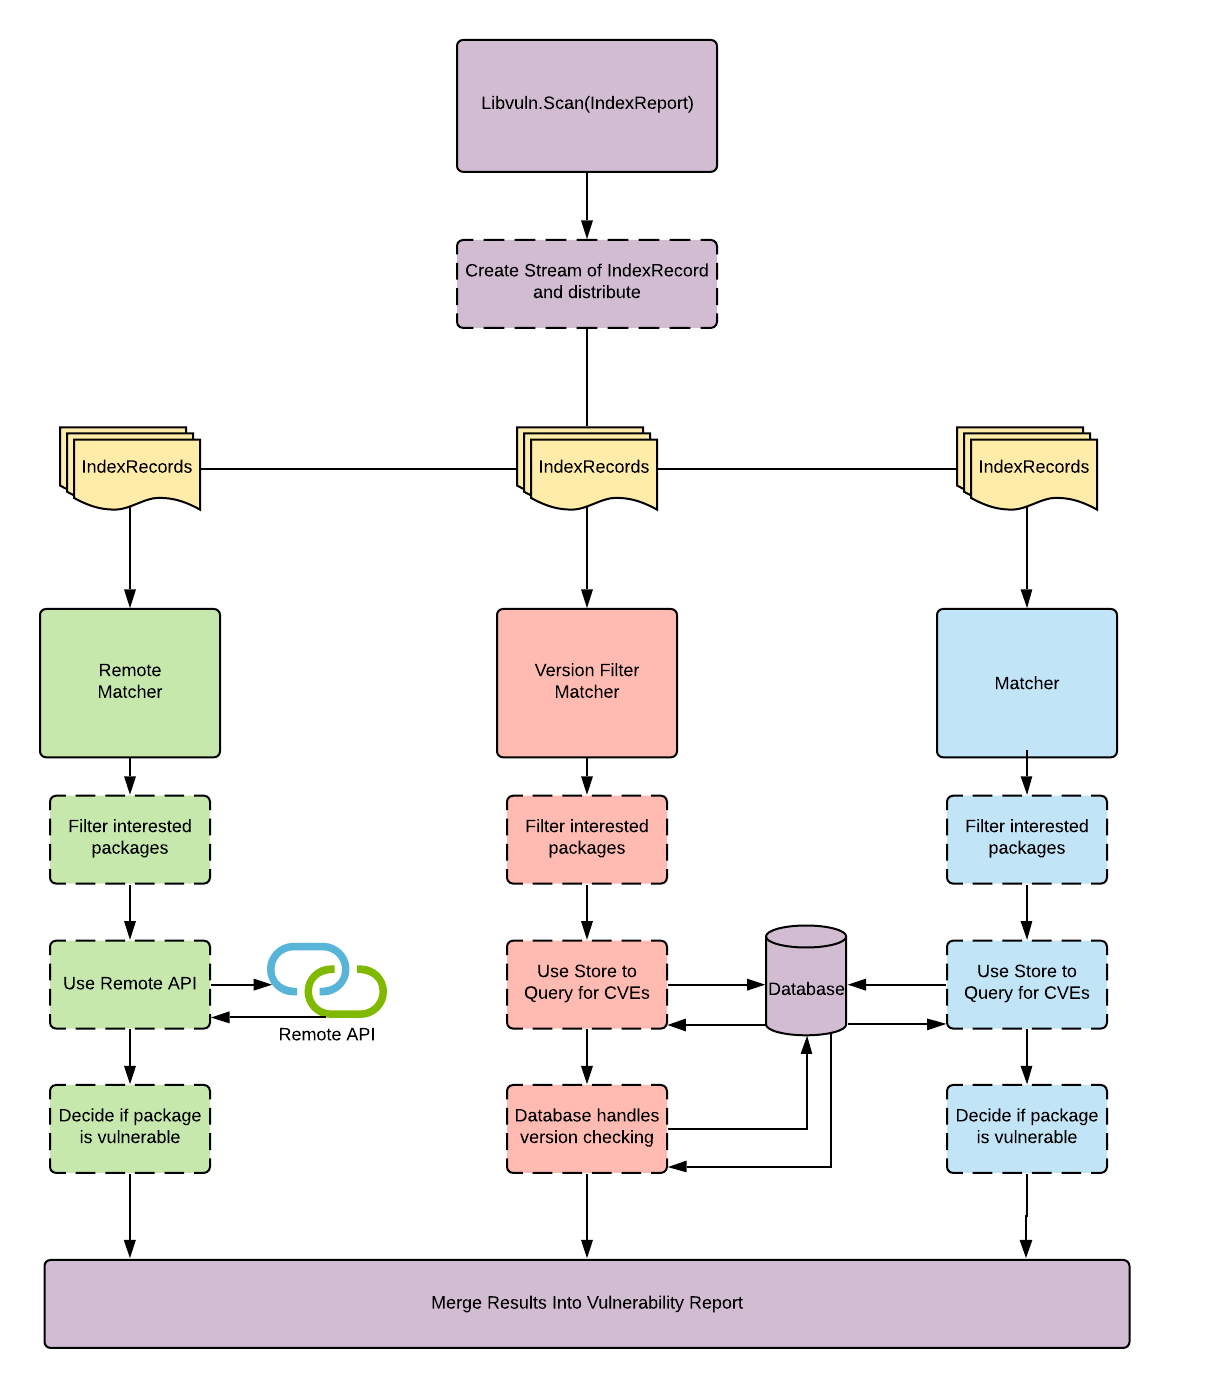 Libvuln.Scan(IndexReport)
Create Stream of IndexRecord
and distribute
IndexRecords
IndexRecords
IndexRecords
Remote
Matcher
Version Filter
Matcher
Matcher
Filter interested
packages
Filter interested
packages
Filter interested
packages
Use Remote API
Remote API
Use Store to
Query for CVEs
Database
Use Store to
Query for CVEs
Decide if package
is vulnerable
Database handles
version checking
Decide if package
is vulnerable
Merge Results Into Vulnerability Report